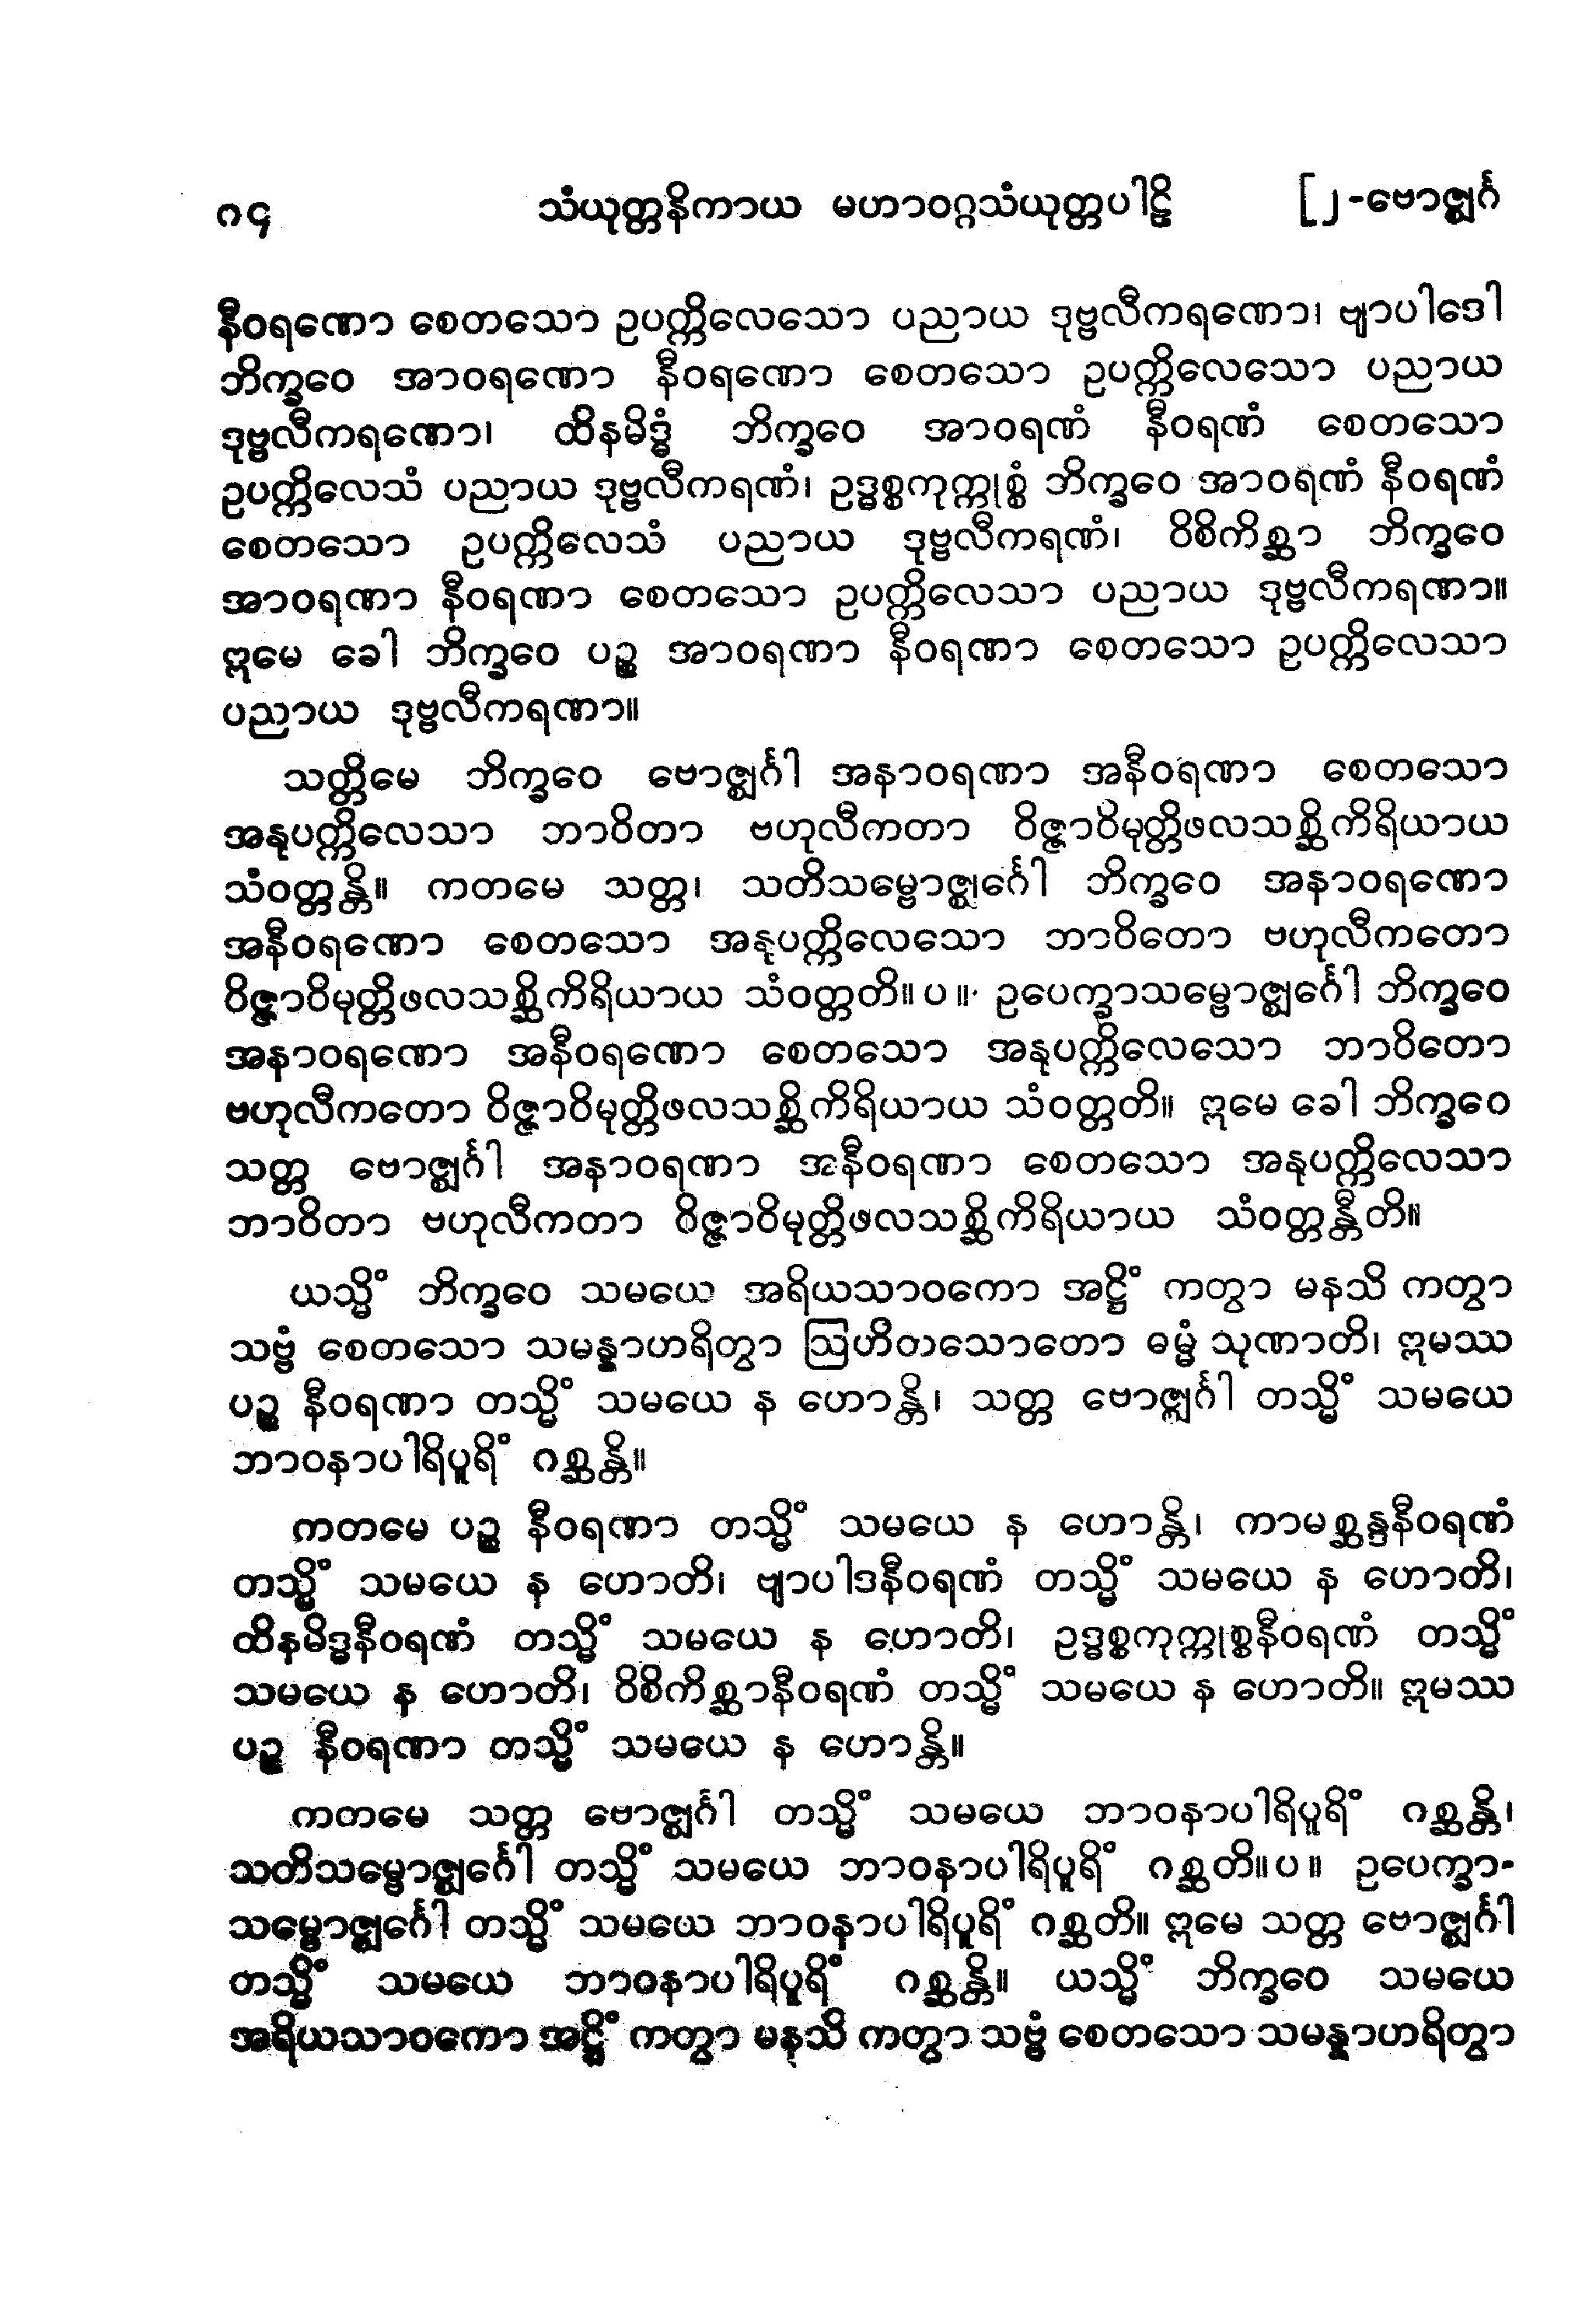 ၈၄ သံယုတ္တနိကာယ မဟာဝဂ္ဂသံယုတ္တပါဠိ [၂-ဗောဇ္ဈင်္ဂ
နီဝရဏော စေတသော ဥပက္ကိလေသော ပညာယ ဒုဗ္ဗလီကရဏော၊ ဗျာပါဒေါ
ဘိက္ခဝေ အာဝရဏော နီဝရဏော စေတသော ဥပက္ကိလေသော ပညာယ
ဒုဗ္ဗလီကရဏော၊ ထိနမိဒ္ဓံ ဘိက္ခဝေ အာဝရဏံ နီဝရဏံ စေတသော
ဥပက္ကိလေသံ ပညာယ ဒုဗ္ဗလီကရဏံ၊ ဥဒ္ဓစ္စကုက္ကုစ္စံ ဘိက္ခဝေ အာဝရဏံ နီဝရဏံ
စေတသော ဥပက္ကိလေသံ ပညာယ ဒုဗ္ဗလီကရဏံ၊ ဝိစိကိစ္ဆာ ဘိက္ခဝေ
အာဝရဏာ နီဝရဏာ စေတသော ဥပက္ကိလေသာ ပညာယ ဒုဗ္ဗလီကရဏာ။
ဣမေ ခေါ ဘိက္ခဝေ ပဉ္စ အာဝရဏာ နီဝရဏာ စေတသော ဥပက္ကိလေသာ
ပညာယ ဒုဗ္ဗလီကရဏာ။
သတ္တိမေ ဘိက္ခဝေ ဗောဇ္ဈင်္ဂါ အနာဝရဏာ အနီဝရဏာ စေတသော
အနုပက္ကိလေသာ ဘာဝိတာ ဗဟုလီကတာ ဝိဇ္ဇာဝိမုတ္တိဖလသစ္ဆိကိရိယာယ
သံဝတ္တန္တိ။ ကတမေ သတ္တ၊ သတိသမ္ဗောဇ္ဈင်္ဂေါ ဘိက္ခဝေ အနာဝရဏော
အနီဝရဏော စေတသော အနုပက္ကိလေသော ဘာဝိတော ဗဟုလီကတော
ဝိဇ္ဇာဝိမုတ္တိဖလသစ္ဆိကိရိယာယ သံဝတ္တတိ။ ပ ။ ဥပေက္ခာသမ္ဗောဇ္ဈင်္ဂေါ ဘိက္ခဝေ
အနာဝရဏော အနီဝရဏော စေတသော အနုပက္ကိလေသော ဘာဝိတော
ဗဟုလီကတော ဝိဇ္ဇာဝိမုတ္တိဖလသစ္ဆိကိရိယာယ သံဝတ္တတိ။ ဣမေ ခေါ ဘိက္ခဝေ
သတ္တ ဗောဇ္ဈင်္ဂါ အနာဝရဏာ အနီဝရဏာ စေတသော အနုပက္ကိလေသာ
ဘာဝိတာ ဗဟုလီကတာ ဝိဇ္ဇာဝိမုတ္တိဖလသစ္ဆိကိရိယာယ သံဝတ္တန္တီတိ။
ယသ္မိံ ဘိက္ခဝေ သမယေ အရိယသာဝကော အဋ္ဌိံ ကတွာ မနသိ ကတွာ
သဗ္ဗံ စေတသော သမန္နာဟရိတွာ ဩဟိတသောတော ဓမ္မံ သုဏာတိ၊ ဣမဿ
ပဉ္စ နီဝရဏာ တသ္မိံ သမယေ န ဟောန္တိ၊ သတ္တ ဗောဇ္ဈင်္ဂါ တသ္မိံ သမယေ
ဘာဝနာပါရိပူရိံ ဂစ္ဆန္တိ။
ကတမေ ပဉ္စ နီဝရဏာ တသ္မိံ သမယေ န ဟောန္တိ၊ ကာမစ္ဆန္ဒနီဝရဏံ
တသ္မိံ သမယေ န ဟောတိ၊ ဗျာပါဒနီဝရဏံ တသ္မိံ သမယေ န ဟောတိ၊
ထိနမိဒ္ဓနီဝရဏံ တသ္မိံ သမယေ န ဟောတိ၊ ဥဒ္ဓစ္စကုက္ကုစ္စနီဝရဏံ တသ္မိံ
သမယေ န ဟောတိ၊ ဝိစိကိစ္ဆာနီဝရဏံ တသ္မိံ သမယေ န ဟောတိ။ ဣမဿ
ပဉ္စ နီဝရဏာ တသ္မိံ သမယေ န ဟောန္တိ။
ကတမေ သတ္တ ဗောဇ္ဈင်္ဂါ တသ္မိံ သမယေ ဘာဝနာပါရိပူရိံ ဂစ္ဆန္တိ၊
သတိသမ္ဗောဇ္ဈင်္ဂေါ တသ္မိံ သမယေ ဘာဝနာပါရိပူရိံ ဂစ္ဆတိ။ ပ ။ ဥပေက္ခာ-
သမ္ဗောဇ္ဈင်္ဂေါ တသ္မိံ သမယေ ဘာဝနာပါရိပူရိံ ဂစ္ဆတိ။ ဣမေ သတ္တ ဗောဇ္ဈင်္ဂါ
တသ္မိံ သမယေ ဘာဝနာပါရိပူရိံ ဂစ္ဆန္တိ။ ယသ္မိံ ဘိက္ခဝေ သမယေ
အရိယသာဝကော အဋ္ဌိံ ကတွာ မနသိ ကတွာ သဗ္ဗံ စေတသော သမန္နာဟရိတွာ